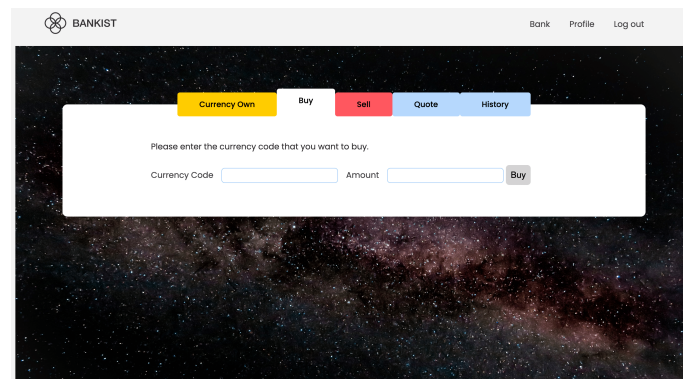 BANKIST
Bank Profile Log out
Currency Own Buy Sell Quote History
Please enter the currency code that you want to buy.
Currency Code Amount Buy